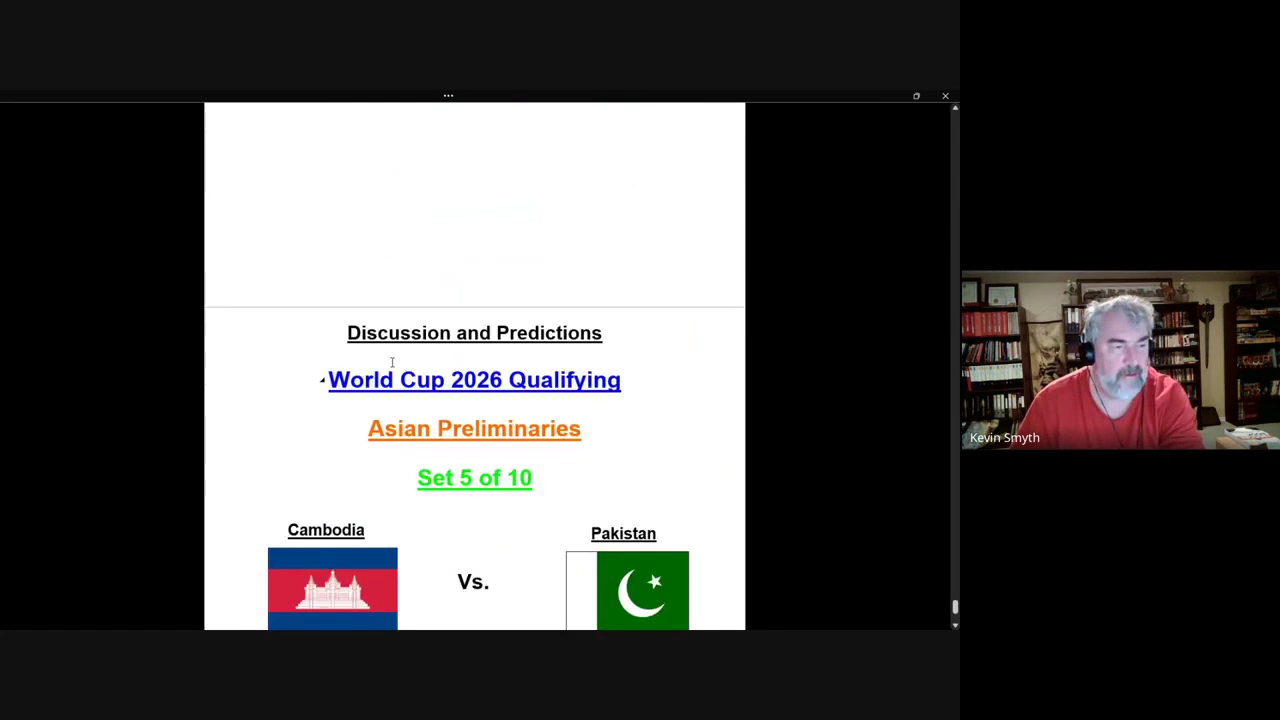 Discussion and Predictions
World Cup 2026 Qualifying
Asian Preliminaries
Set 5 of 10
Cambodia
Pakistan
Vs.
Kevin Smyth